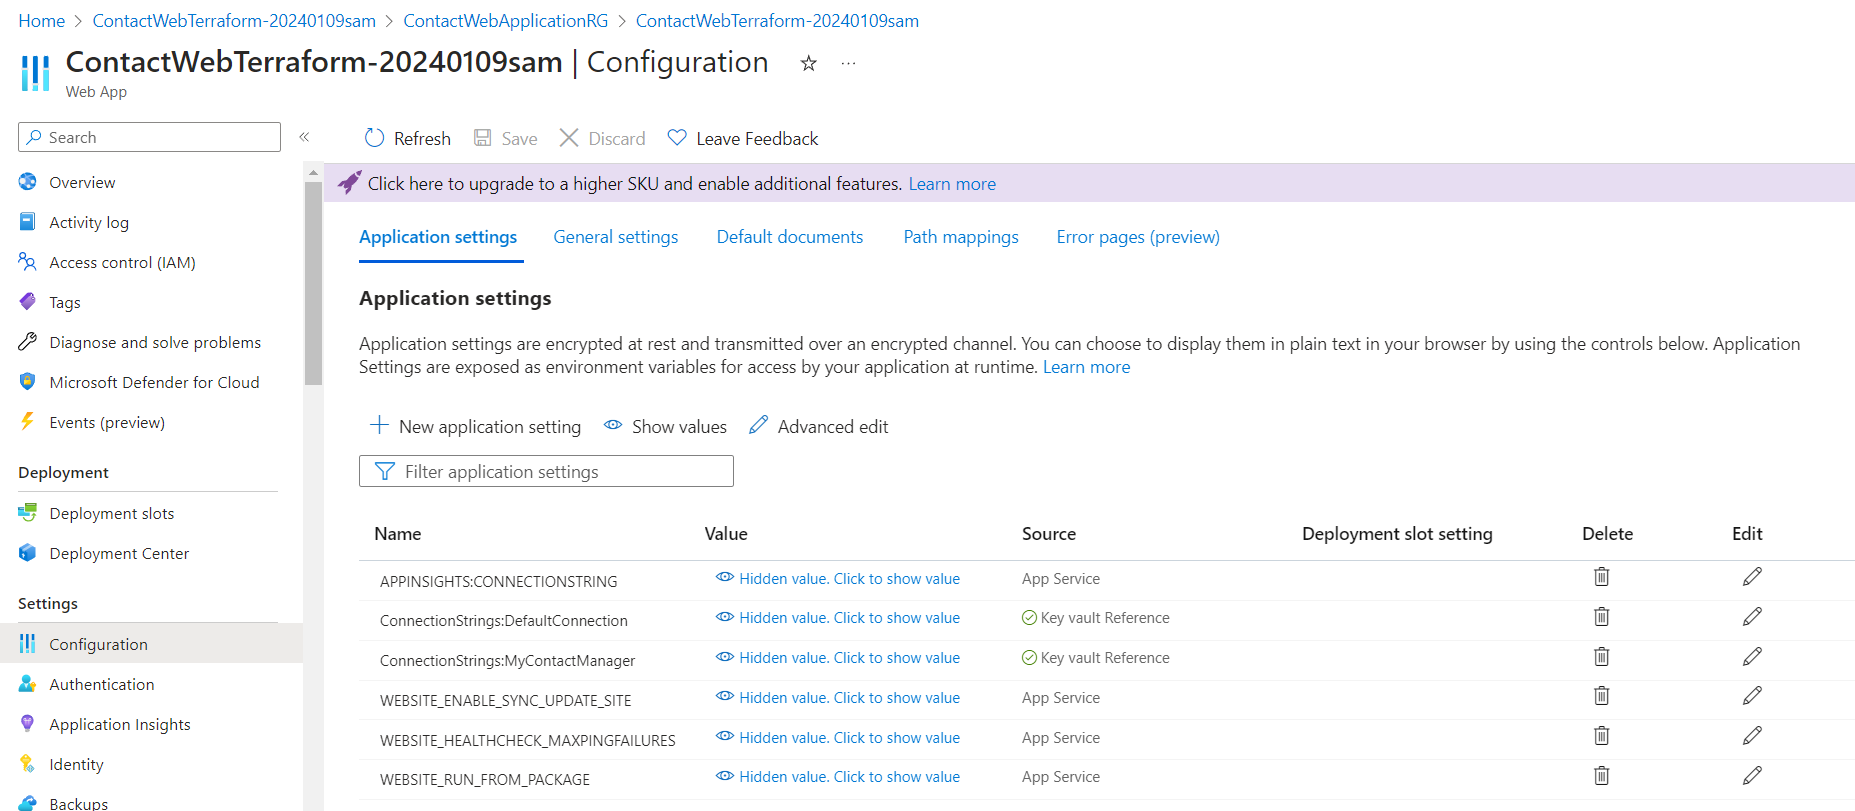 Home > ContactWebTerraform-20240109sam > ContactWebApplicationRG > ContactWebTerraform-20240109sam
ContactWebTerraform-20240109sam | Configuration
Web App
Search
Overview
Activity log
Access control (IAM)
Tags
Diagnose and solve problems
Microsoft Defender for Cloud
Events (preview)
Deployment
Deployment slots
Deployment Center
Settings
Configuration
Authentication
Application Insights
Identity
Backups
Refresh Save Discard Leave Feedback
Click here to upgrade to a higher SKU and enable additional features. Learn more
Application settings General settings Default documents Path mappings Error pages (preview)
Application settings
Application settings are encrypted at rest and transmitted over an encrypted channel. You can choose to display them in plain text in your browser by using the controls below. Application
Settings are exposed as environment variables for access by your application at runtime. Learn more
New application setting Show values Advanced edit
Filter application settings
Name Value Source Deployment slot setting Delete Edit
APPINSIGHTS:CONNECTIONSTRING Hidden value. Click to show value App Service
ConnectionStrings:DefaultConnection Hidden value. Click to show value Key vault Reference
ConnectionStrings:MyContactManager Hidden value. Click to show value Key vault Reference
WEBSITE_ENABLE_SYNC_UPDATE_SITE Hidden value. Click to show value App Service
WEBSITE_HEALTHCHECK_MAXPINGFAILURES Hidden value. Click to show value App Service
WEBSITE_RUN_FROM_PACKAGE Hidden value. Click to show value App Service